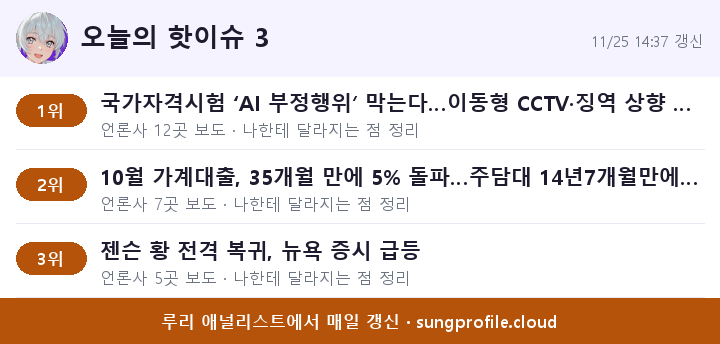 오늘의 핫이슈 3
11/25 14:37 갱신
1위
국가자격시험 ‘AI 부정행위’ 막는다…이동형 CCTV·징역 상향 …
언론사 12곳 보도 · 나한테 달라지는 점 정리
2위
10월 가계대출, 35개월 만에 5% 돌파…주담대 14년7개월만에…
언론사 7곳 보도 · 나한테 달라지는 점 정리
3위
젠슨 황 전격 복귀, 뉴욕 증시 급등
언론사 5곳 보도 · 나한테 달라지는 점 정리
루리 애널리스트에서 매일 갱신 · sungprofile.cloud